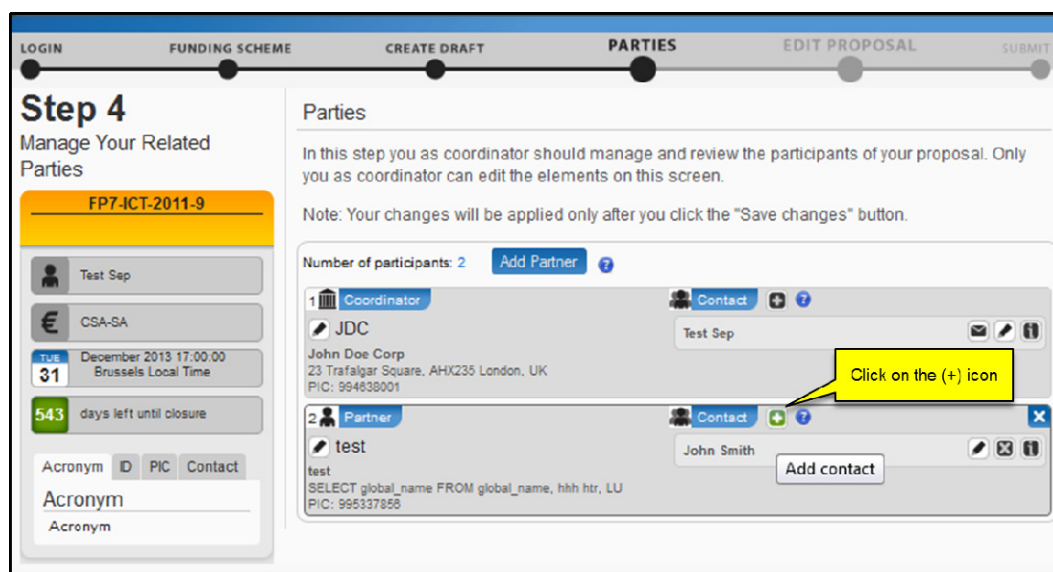 LOGIN FUNDING SCHEME CREATE DRAFT PARTIES EDIT PROPOSAL SUBMIT
Step 4
Manage Your Related
Parties
FP7-ICT-2011-9
Test Sep
€ CSA-SA
TUE
31
December 2013 17:00:00
Brussels Local Time
543 days left until closure
Acronym ID PIC Contact
Acronym
Acronym
Parties
In this step you as coordinator should manage and review the participants of your proposal. Only
you as coordinator can edit the elements on this screen.
Note: Your changes will be applied only after you click the "Save changes" button.
Number of participants: 2 Add Partner ?
1 Coordinator Contact + ?
JDC
Test Sep
John Doe Corp
23 Trafalgar Square, AHX235 London, UK
PIC: 994638001
Click on the (+) icon
2 Partner Contact + ?
test
John Smith
test
Add contact
SELECT global_name FROM global_name, hhh htr, LU
PIC: 995337856